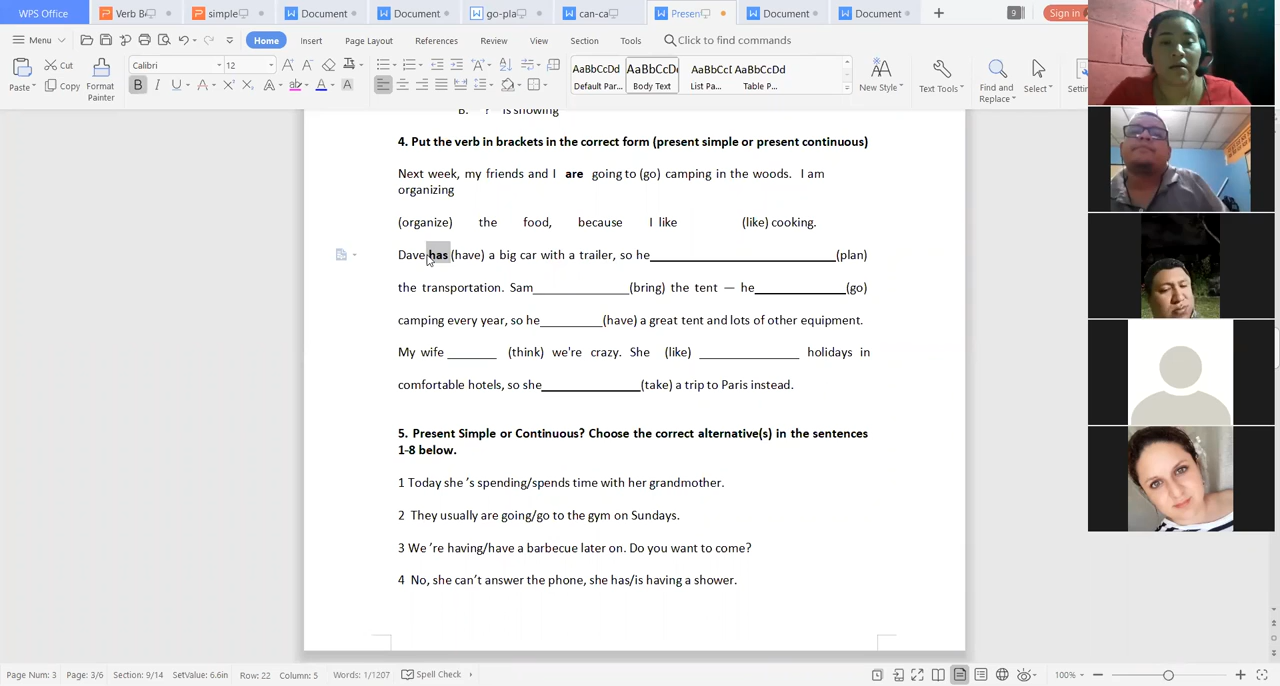 WPS Office Verb B simple Document Document go-pla can-ca Presen Document Document + 9 Sign in
Menu Home Insert Page Layout References Review View Section Tools Click to find commands
Paste Cut Copy Format Painter Calibri 12 AaBbCcDd Default Par... AaBbCcDd Body Text AaBbCcI List Pa... AaBbCcDd Table P... New Style Text Tools Find and Replace Select Settin
B. 'r' is showing
4. Put the verb in brackets in the correct form (present simple or present continuous)
Next week, my friends and I are going to (go) camping in the woods. I am
organizing
(organize) the food, because I like (like) cooking.
Dave has (have) a big car with a trailer, so he____________(plan)
the transportation. Sam____________(bring) the tent — he____________(go)
camping every year, so he________(have) a great tent and lots of other equipment.
My wife _______ (think) we're crazy. She (like) ____________ holidays in
comfortable hotels, so she____________(take) a trip to Paris instead.
5. Present Simple or Continuous? Choose the correct alternative(s) in the sentences
1-8 below.
1 Today she 's spending/spends time with her grandmother.
2 They usually are going/go to the gym on Sundays.
3 We 're having/have a barbecue later on. Do you want to come?
4 No, she can't answer the phone, she has/is having a shower.
Page Num: 3 Page: 3/6 Section: 9/14 SetValue: 6.6in Row: 22 Column: 5 Words: 1/1207 Spell Check 100%